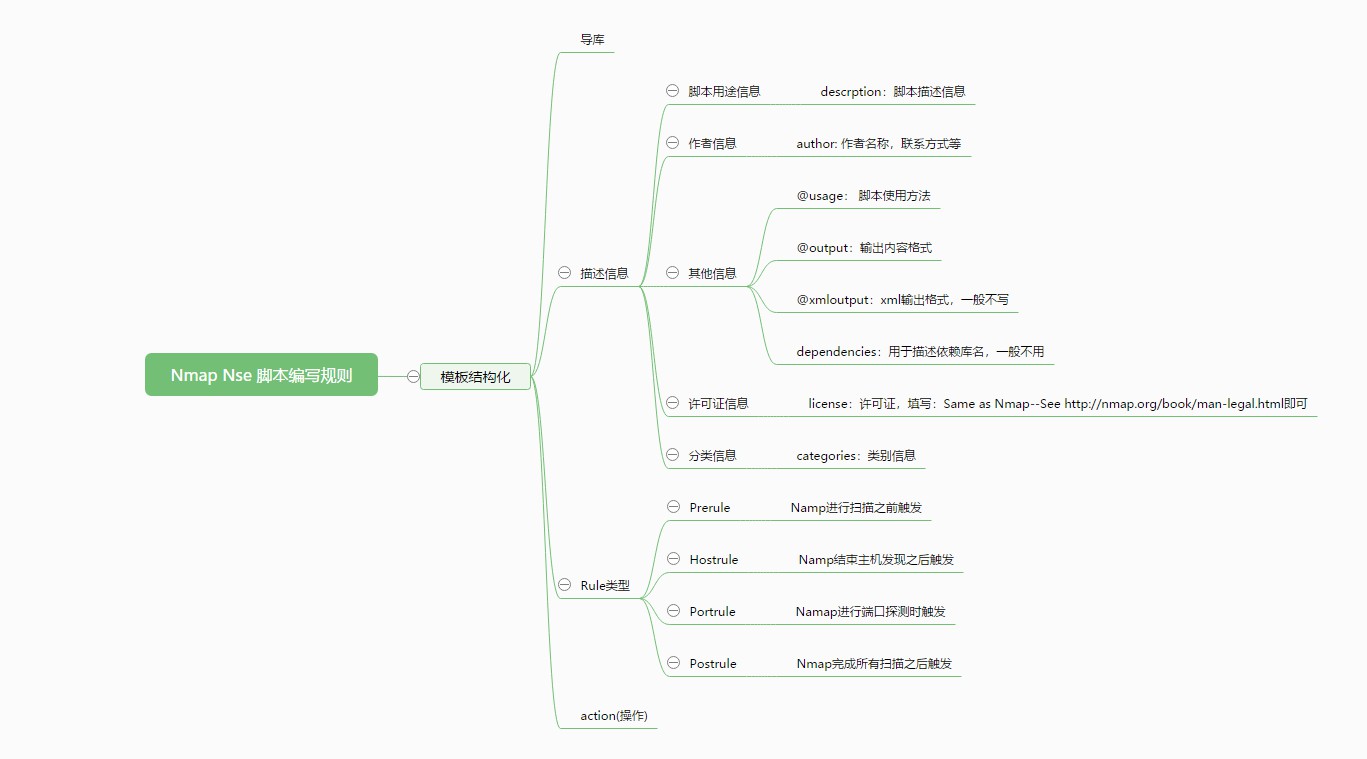 导库
脚本用途信息 descrption：脚本描述信息
作者信息 author: 作者名称，联系方式等
@usage： 脚本使用方法
@output：输出内容格式
描述信息 其他信息
@xmloutput：xml输出格式，一般不写
dependencies：用于描述依赖库名，一般不用
Nmap Nse 脚本编写规则 模板结构化
许可证信息 license：许可证，填写：Same as Nmap--See http://nmap.org/book/man-legal.html即可
分类信息 categories：类别信息
Prerule Namp进行扫描之前触发
Hostrule Namp结束主机发现之后触发
Rule类型
Portrule Namap进行端口探测时触发
Postrule Nmap完成所有扫描之后触发
action(操作)